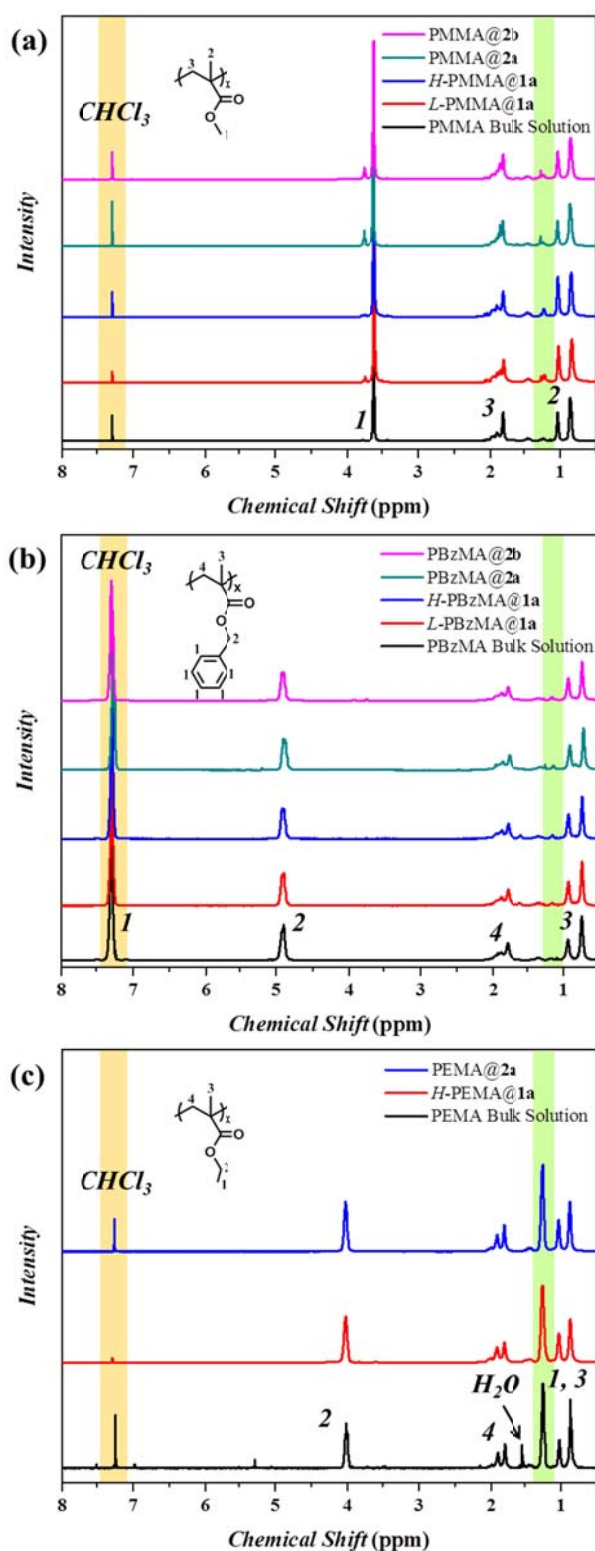 (a)
PMMA@2b
PMMA@2a
H-PMMA@1a
L-PMMA@1a
PMMA Bulk Solution
3
2
x
O
O
1
CHCl3
Intensity
1
3
2
8 7 6 5 4 3 2 1
Chemical Shift (ppm)
(b)
PBzMA@2b
PBzMA@2a
H-PBzMA@1a
L-PBzMA@1a
PBzMA Bulk Solution
CHCl3
4
3
x
O
O
2
1
1 1
1 1
Intensity
1
2
4
3
8 7 6 5 4 3 2 1
Chemical Shift (ppm)
(c)
PEMA@2a
H-PEMA@1a
PEMA Bulk Solution
4
3
x
O
O
2
1
CHCl3
Intensity
2
4
H2O
1, 3
8 7 6 5 4 3 2 1
Chemical Shift (ppm)